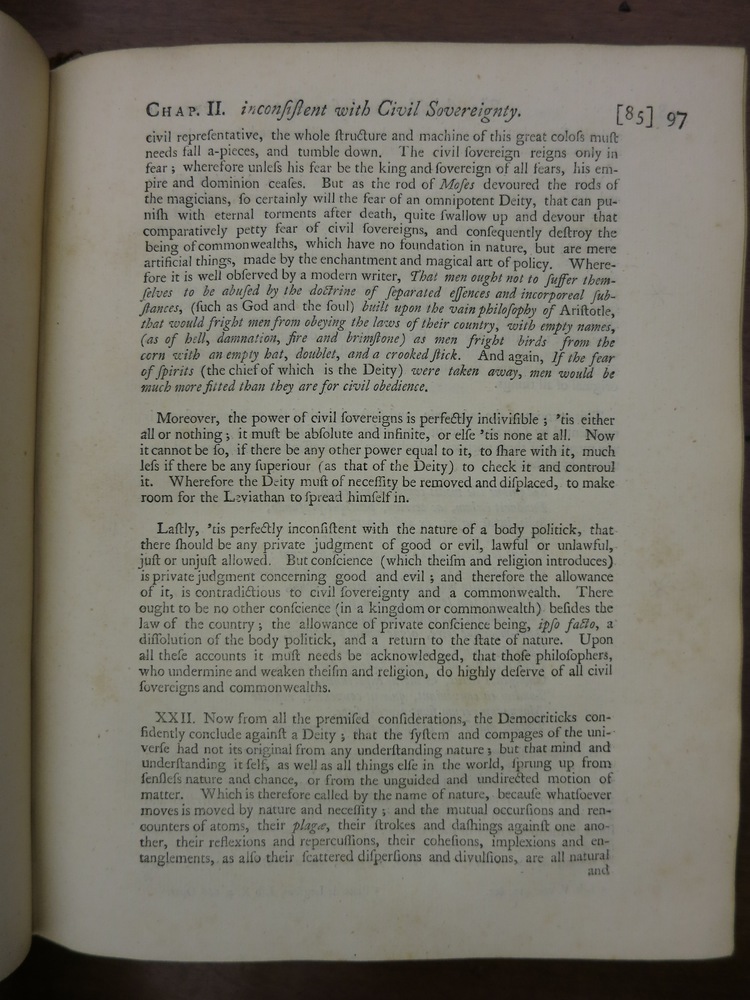 CHAP. II. inconſiſtent with Civil Sovereignty. [85] 97
civil repreſentative, the whole ſtructure and machine of this great coloſs muſt
needs fall a-pieces, and tumble down. The civil ſovereign reigns only in
fear; wherefore unleſs his fear be the king and ſovereign of all fears, his em-
pire and dominion ceaſes. But as the rod of Moſes devoured the rods of
the magicians, ſo certainly will the fear of an omnipotent Deity, that can pu-
niſh with eternal torments after death, quite ſwallow up and devour that
comparatively petty fear of civil ſovereigns, and conſequently deſtroy the
being of commonwealths, which have no foundation in nature, but are mere
artificial things, made by the enchantment and magical art of policy. Where-
fore it is well obſerved by a modern writer, That men ought not to ſuffer them-
ſelves to be abuſed by the doctrine of ſeparated eſſences and incorporeal ſub-
ſtances, (ſuch as God and the ſoul) built upon the vain philoſophy of Ariſtotle,
that would fright men from obeying the laws of their country, with empty names,
(as of hell, damnation, fire and brimſtone) as men fright birds from the
corn with an empty hat, doublet, and a crooked ſtick. And again, If the fear
of ſpirits (the chief of which is the Deity) were taken away, men would be
much more fitted than they are for civil obedience.
Moreover, the power of civil ſovereigns is perfectly indiviſible; 'tis either
all or nothing; it muſt be abſolute and infinite, or elſe 'tis none at all. Now
it cannot be ſo, if there be any other power equal to it, to ſhare with it, much
leſs if there be any ſuperiour (as that of the Deity) to check it and controul
it. Wherefore the Deity muſt of neceſſity be removed and diſplaced, to make
room for the Leviathan to ſpread himſelf in.
Laſtly, 'tis perfectly inconſiſtent with the nature of a body politick, that
there ſhould be any private judgment of good or evil, lawful or unlawful,
juſt or unjuſt allowed. But conſcience (which theiſm and religion introduces)
is private judgment concerning good and evil; and therefore the allowance
of it, is contradictious to civil ſovereignty and a commonwealth. There
ought to be no other conſcience (in a kingdom or commonwealth) beſides the
law of the country; the allowance of private conſcience being, ipſo facto, a
diſſolution of the body politick, and a return to the ſtate of nature. Upon
all theſe accounts it muſt needs be acknowledged, that thoſe philoſophers,
who undermine and weaken theiſm and religion, do highly deſerve of all civil
ſovereigns and commonwealths.
XXII. Now from all the premiſed conſiderations, the Democriticks con-
fidently conclude againſt a Deity; that the ſyſtem and compages of the uni-
verſe had not its original from any underſtanding nature; but that mind and
underſtanding it ſelf, as well as all things elſe in the world, ſprung up from
ſenſleſs nature and chance, or from the unguided and undirected motion of
matter. Which is therefore called by the name of nature, becauſe whatſoever
moves is moved by nature and neceſſity; and the mutual occurſions and ren-
counters of atoms, their plagæ, their ſtrokes and daſhings againſt one ano-
ther, their reflexions and repercuſſions, their coheſions, implexions and en-
tanglements, as alſo their ſcattered diſperſions and divulſions, are all natural
and